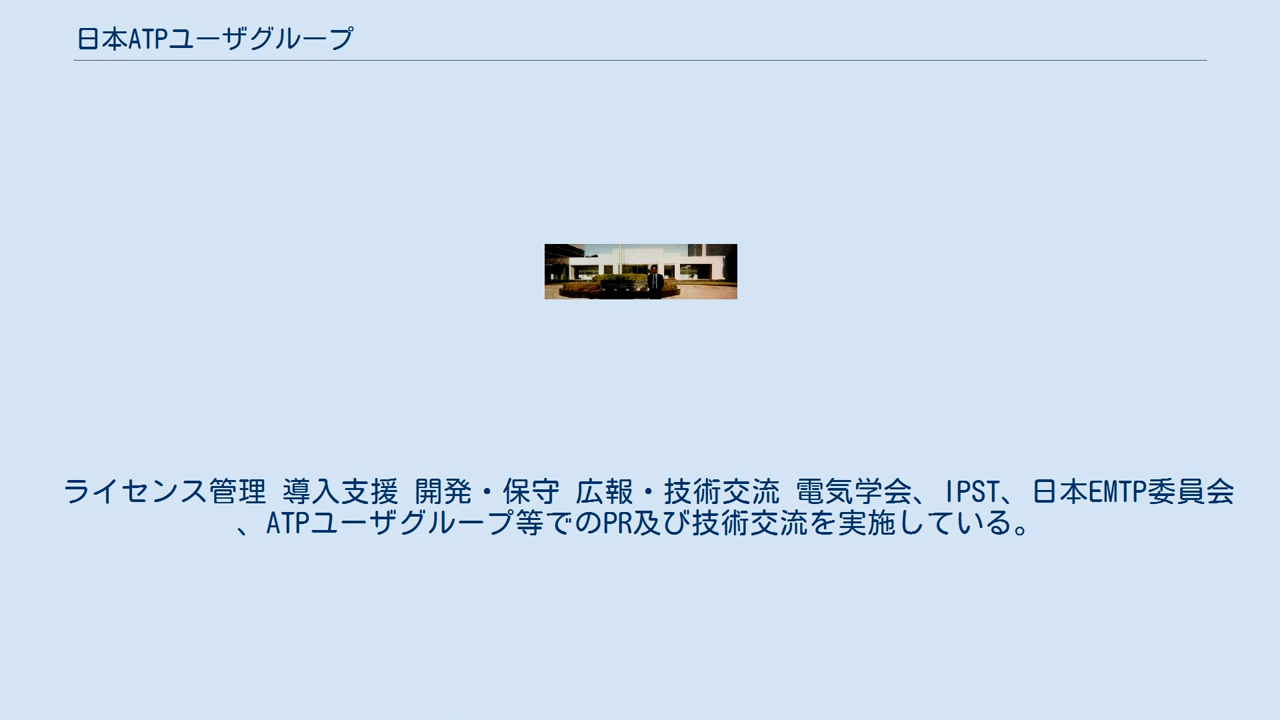 日本ATPユーザグループ
ライセンス管理 導入支援 開発・保守 広報・技術交流 電気学会、IPST、日本EMTP委員会
、ATPユーザグループ等でのPR及び技術交流を実施している。